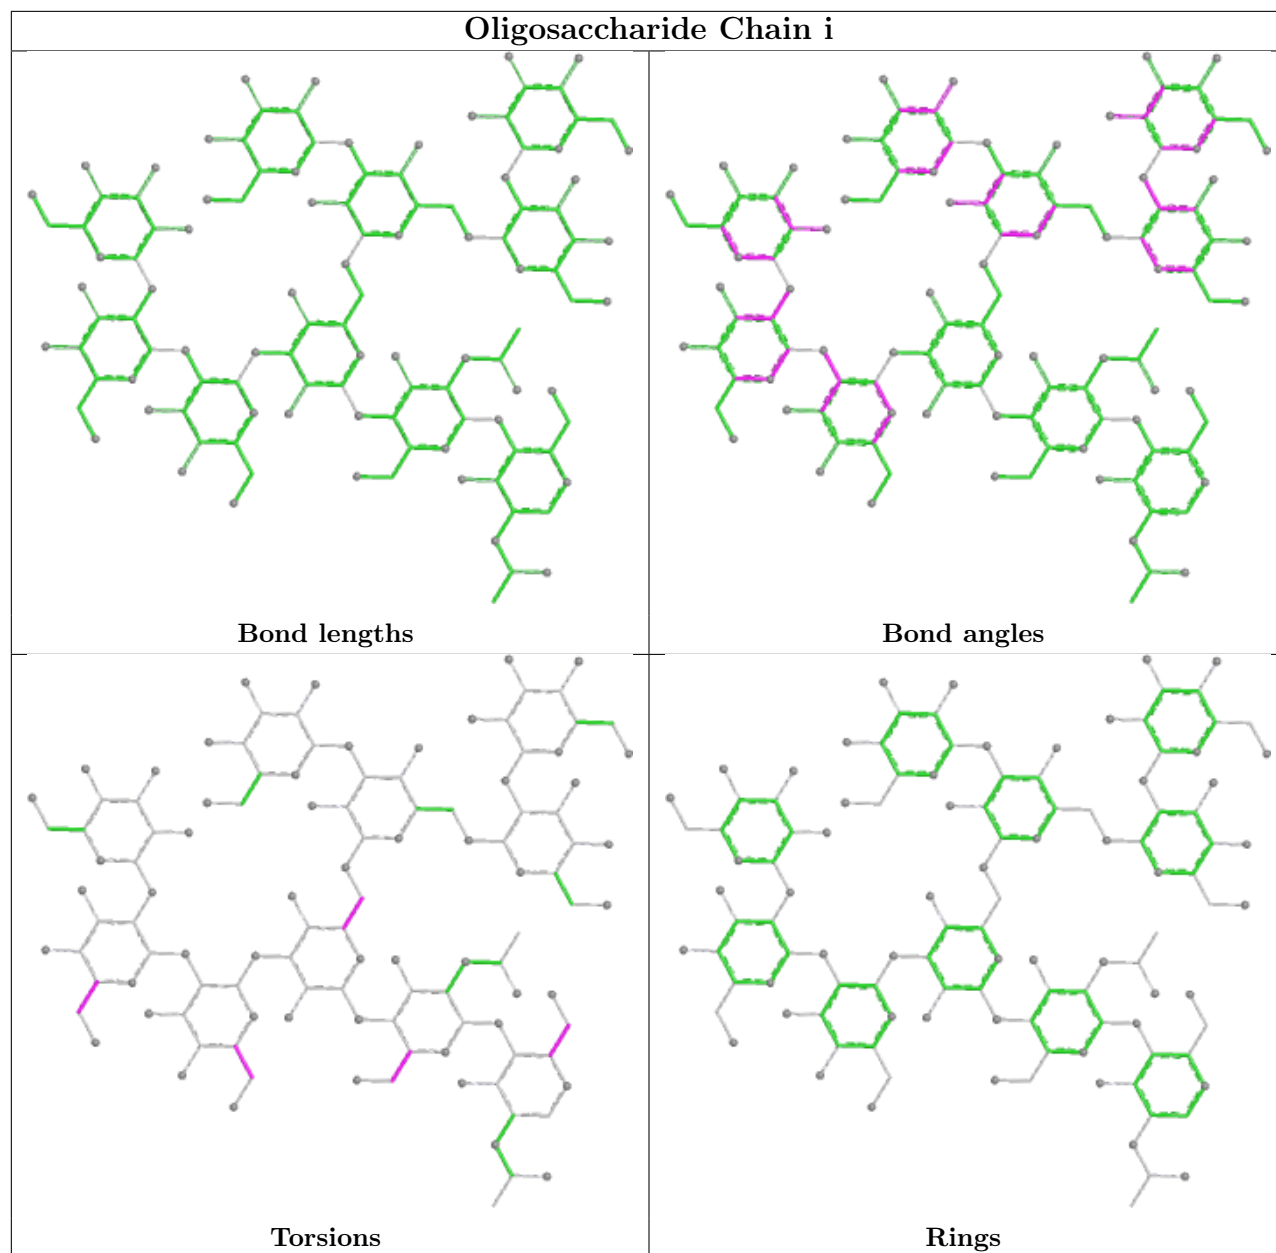 Oligosaccharide Chain i
Bond lengths
Bond angles
Torsions
Rings